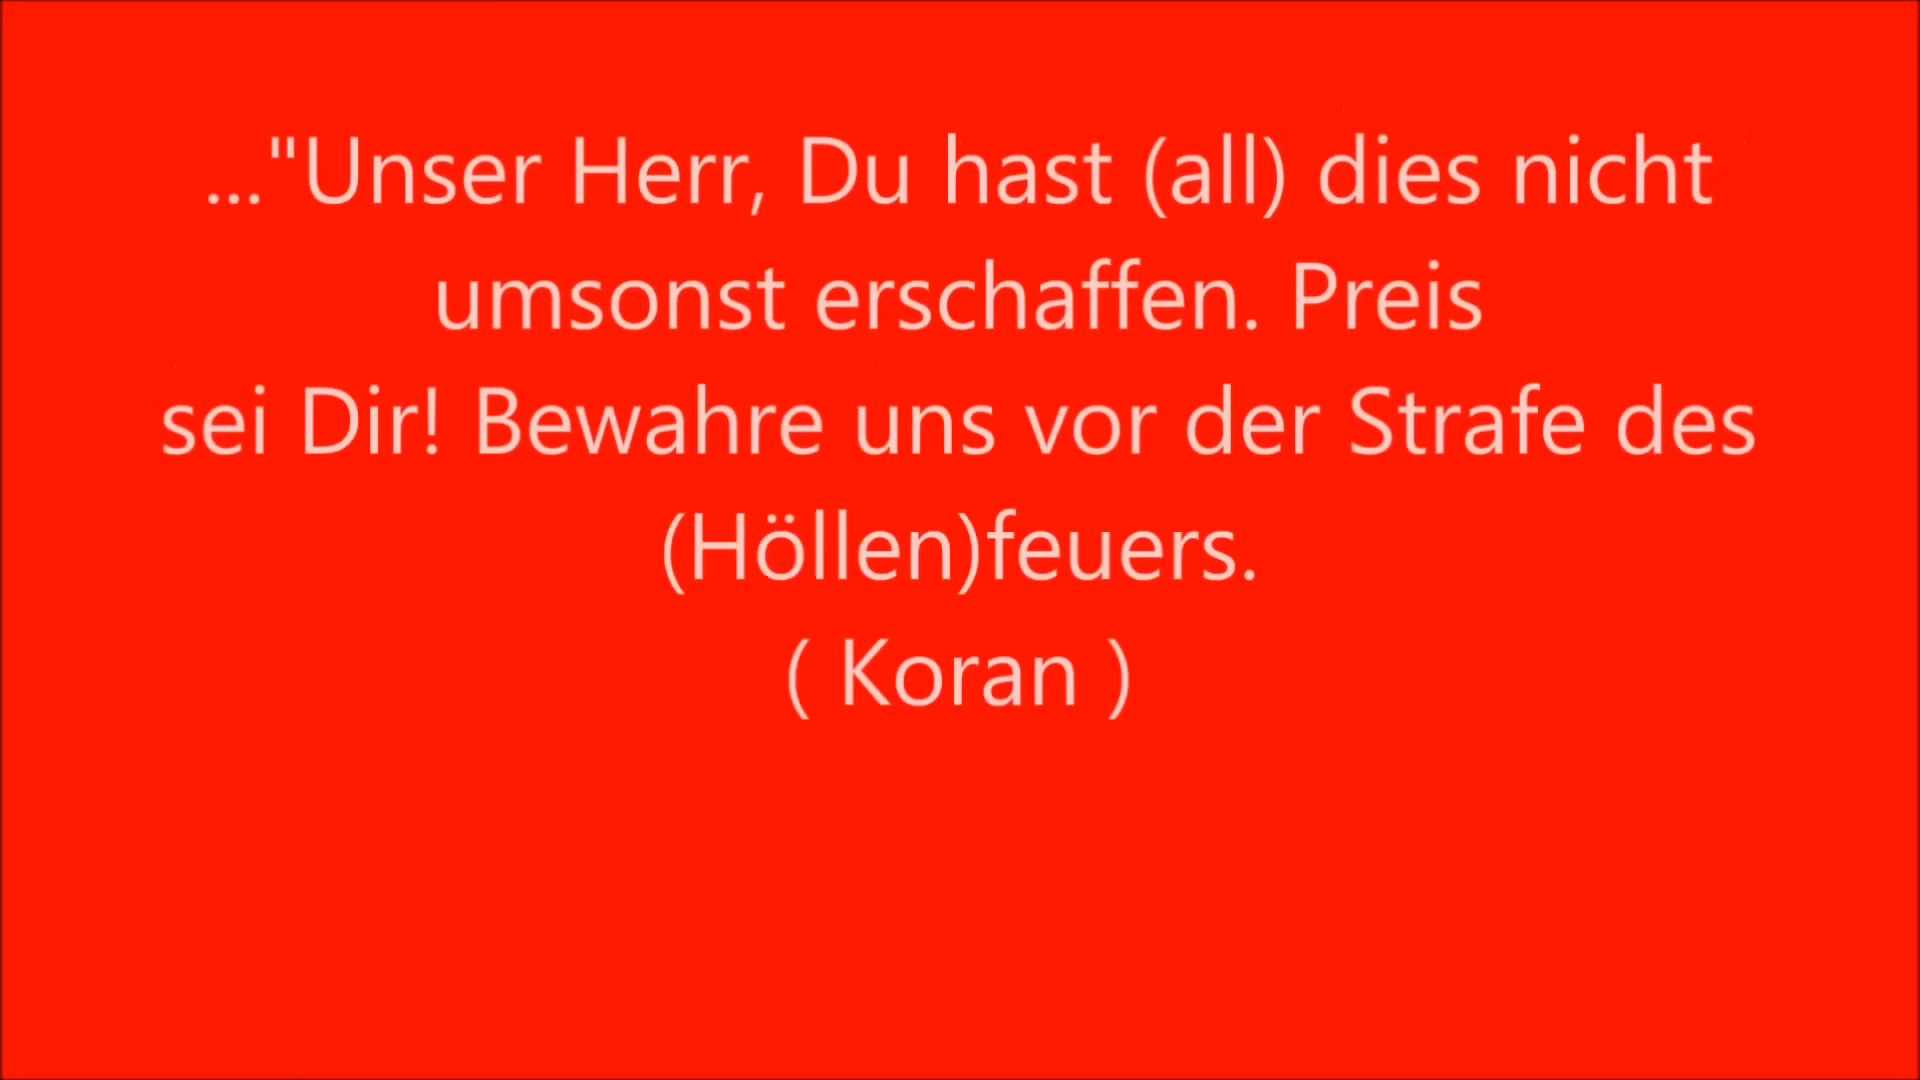 ..."Unser Herr, Du hast (all) dies nicht
umsonst erschaffen. Preis
sei Dir! Bewahre uns vor der Strafe des
(Höllen)feuers.
( Koran )